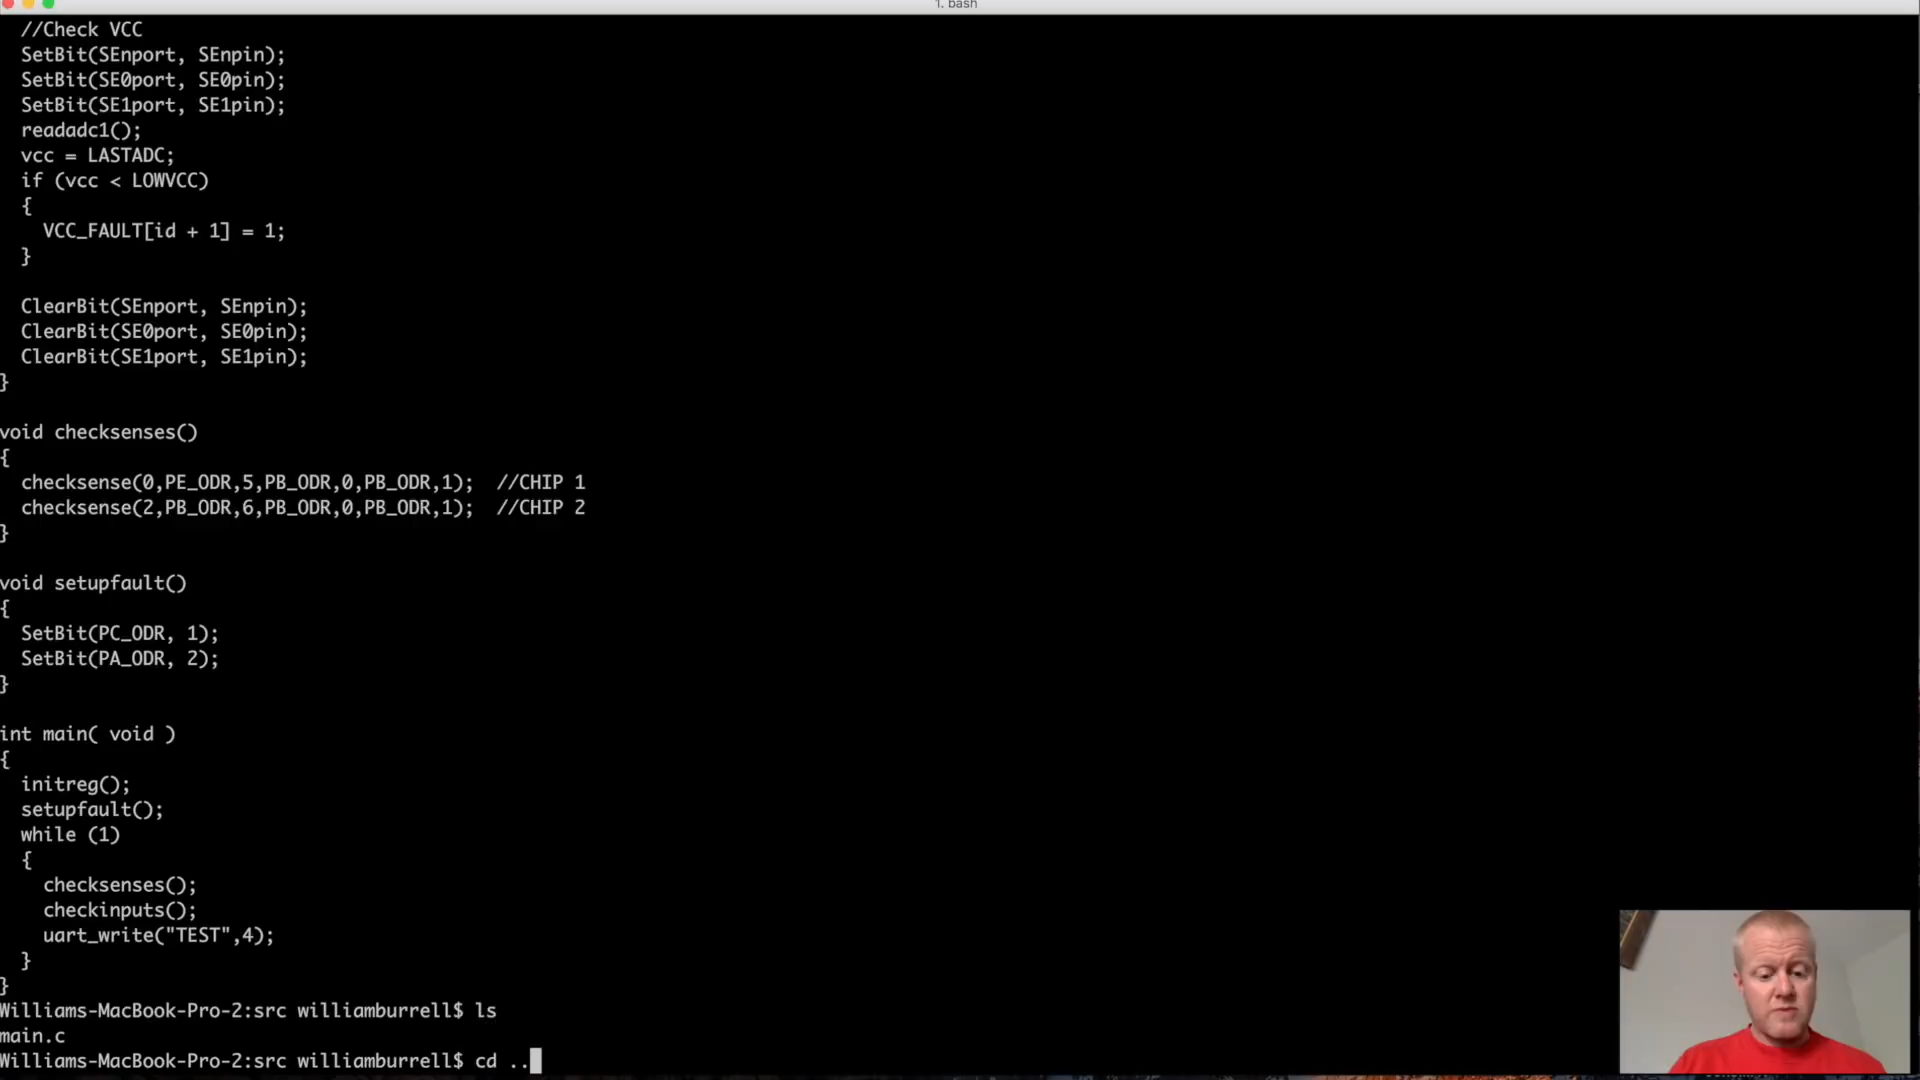 1. bash
//Check VCC
SetBit(SEnport, SEnpin);
SetBit(SE0port, SE0pin);
SetBit(SE1port, SE1pin);
readadc1();
vcc = LASTADC;
if (vcc < LOWVCC)
{
VCC_FAULT[id + 1] = 1;
}
ClearBit(SEnport, SEnpin);
ClearBit(SE0port, SE0pin);
ClearBit(SE1port, SE1pin);
}
void checksenses()
{
checksense(0,PE_ODR,5,PB_ODR,0,PB_ODR,1);  //CHIP 1
checksense(2,PB_ODR,6,PB_ODR,0,PB_ODR,1);  //CHIP 2
}
void setupfault()
{
SetBit(PC_ODR, 1);
SetBit(PA_ODR, 2);
}
int main( void )
{
initreg();
setupfault();
while (1)
{
checksenses();
checkinputs();
uart_write("TEST",4);
}
}
Williams-MacBook-Pro-2:src williamburrell$ ls
main.c
Williams-MacBook-Pro-2:src williamburrell$ cd ..